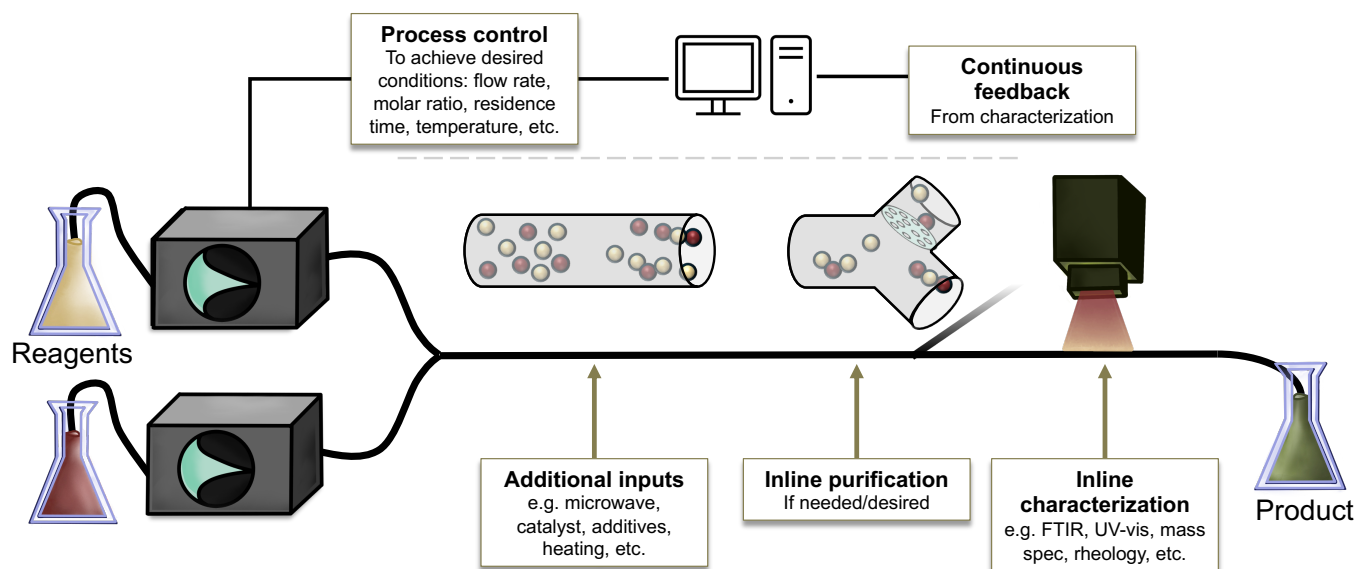 Process control
To achieve desired
conditions: flow rate,
molar ratio, residence
time, temperature, etc.
Continuous
feedback
From characterization
Reagents
Additional inputs
e.g. microwave,
catalyst, additives,
heating, etc.
Inline purification
If needed/desired
Inline
characterization
e.g. FTIR, UV-vis, mass
spec, rheology, etc.
Product